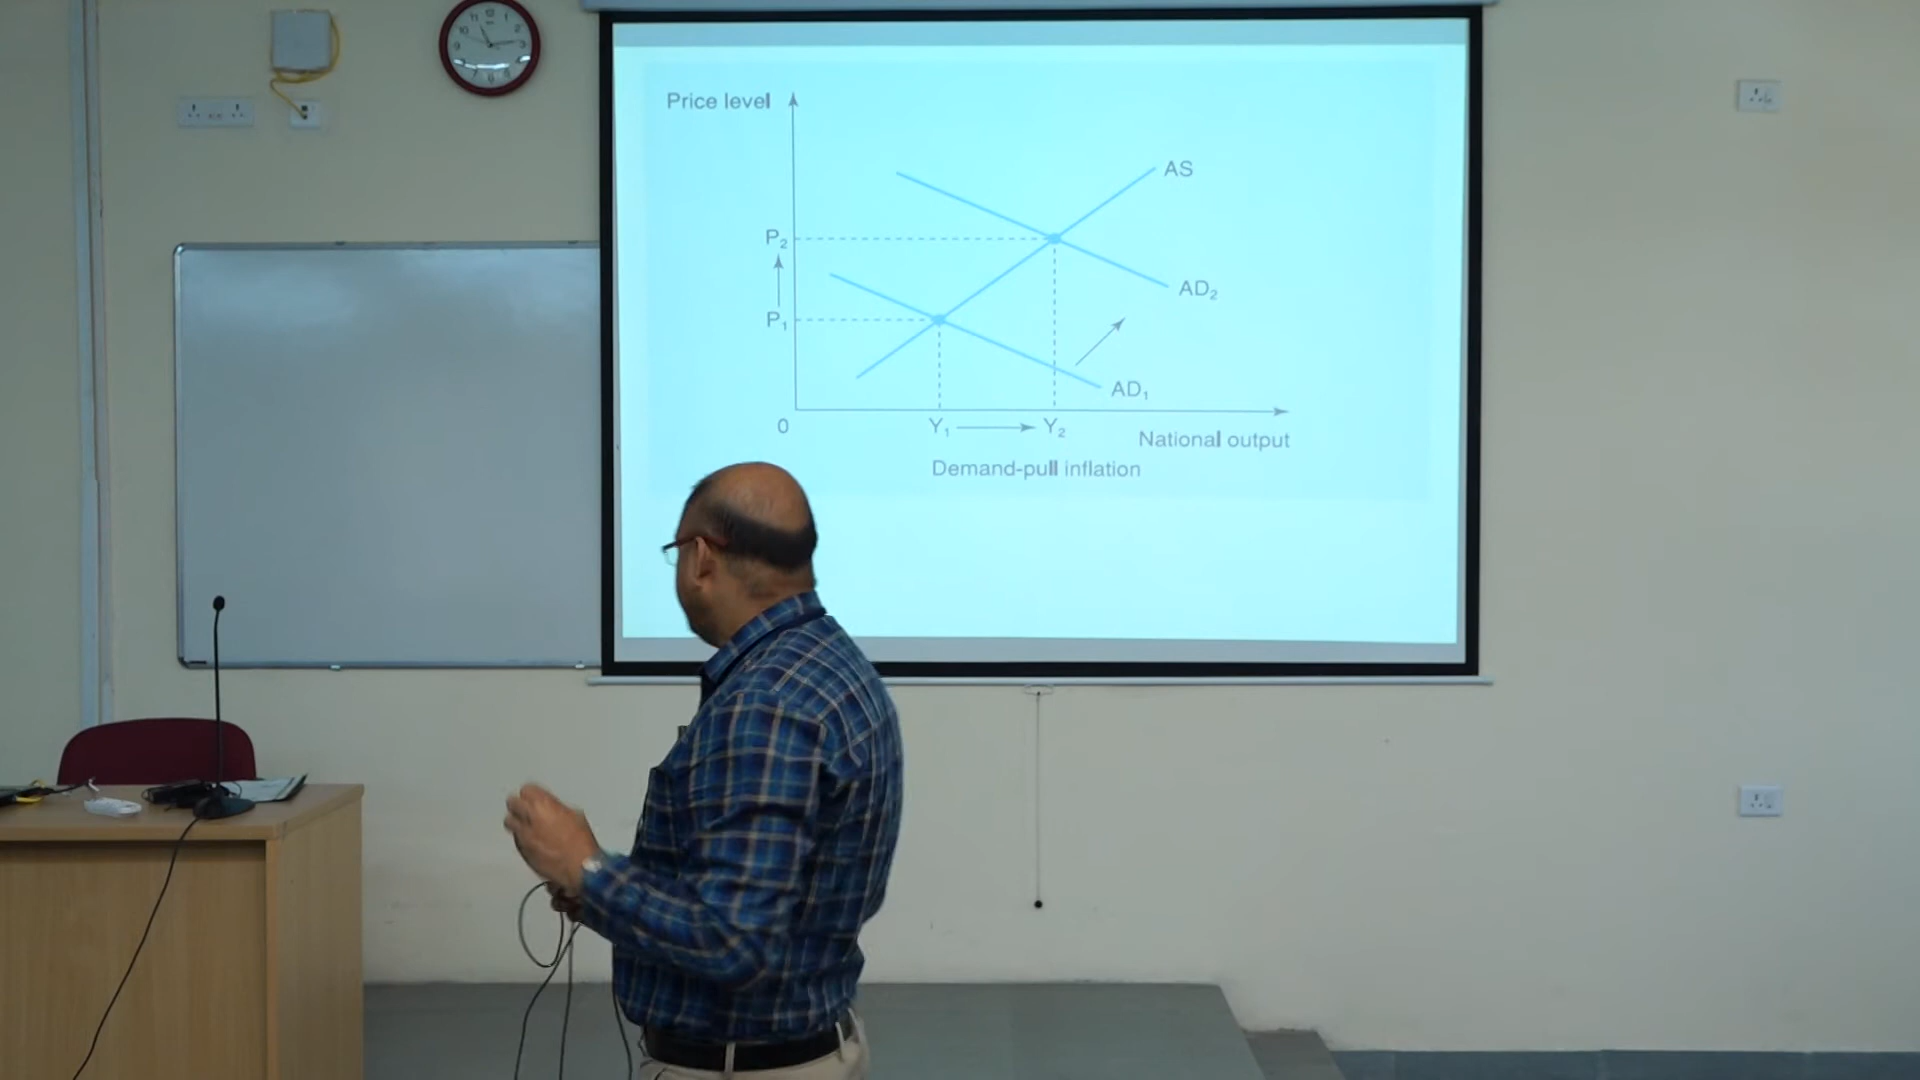 Price level
AS
P₂
AD₂
P₁
AD₁
0
Y₁
Y₂
National output
Demand-pull inflation